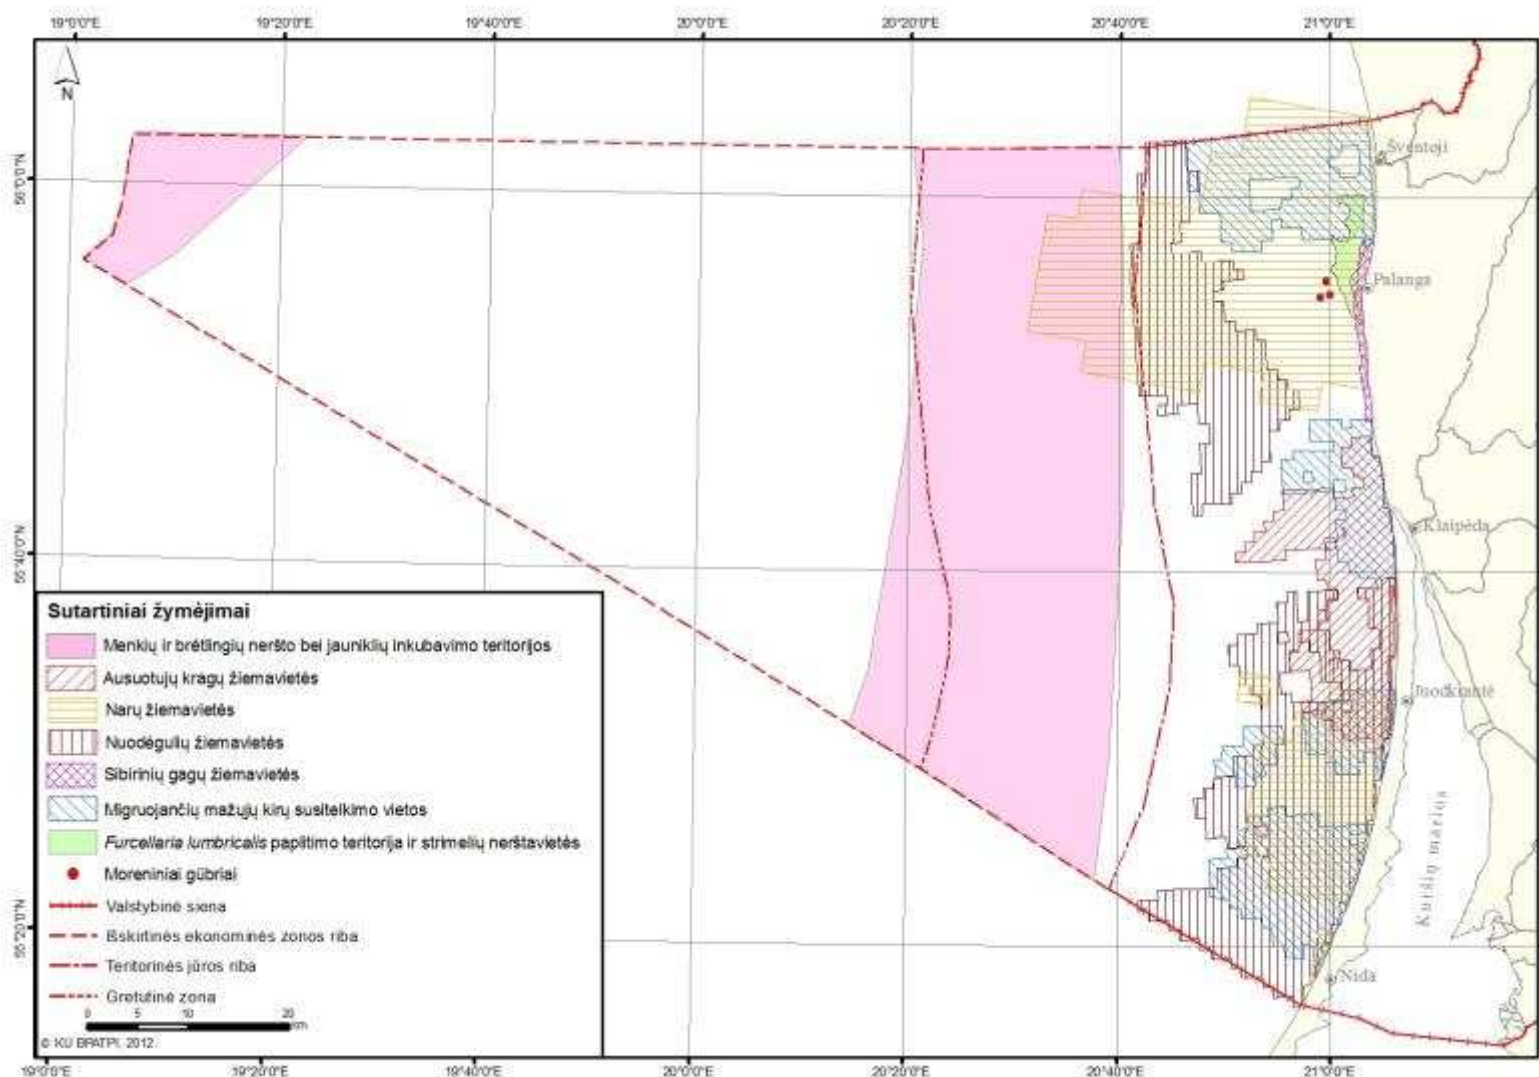 19°0'0"E 19°20'0"E 19°40'0"E 20°0'0"E 20°20'0"E 20°40'0"E 21°0'0"E
N
56°0'0"N
Šventoji
Palanga
Klaipėda
55°40'0"N
Sutartiniai žymėjimai
Menkių ir brėtlingių neršto bei jauniklių inkubavimo teritorijos
Ausuotųjų kragų žiemavietės
Narų žiemavietės
Nuodėgulių žiemavietės
Sibirinių gagų žiemavietės
Migruojančių mažųjų kirų susitelkimo vietos
Furcellaria lumbricalis paplitimo teritorija ir strimelių nerštavietės
Moreniniai gūbriai
Valstybinė siena
Išskirtinės ekonominės zonos riba
Teritorinės jūros riba
Gretutinė zona
0 5 10 20
km
© KU BPATPI, 2012.
Juodkrantė
Kuršių marios
55°20'0"N
Nida
19°0'0"E 19°20'0"E 19°40'0"E 20°0'0"E 20°20'0"E 20°40'0"E 21°0'0"E